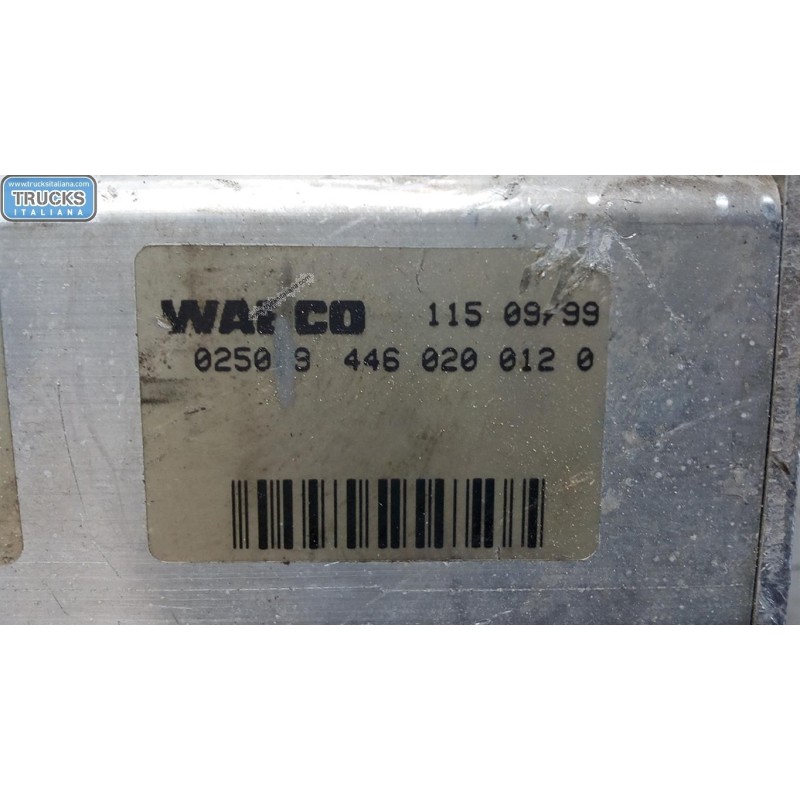 www.trucksitaliana.com
TRUCKS
ITALIANA
WABCO 115 09/99
0250 9 446 020 012 0